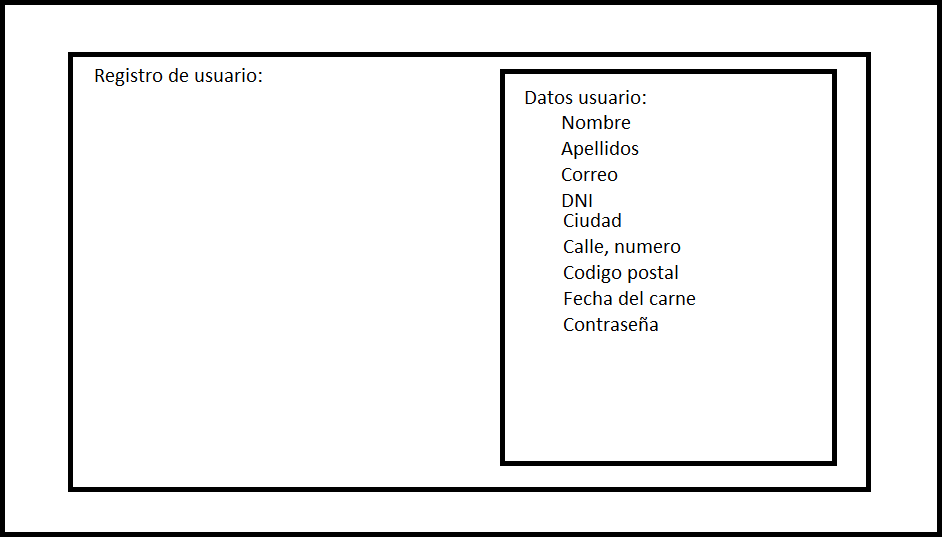 Registro de usuario:
Datos usuario:
Nombre
Apellidos
Correo
DNI
Ciudad
Calle, numero
Codigo postal
Fecha del carne
Contraseña